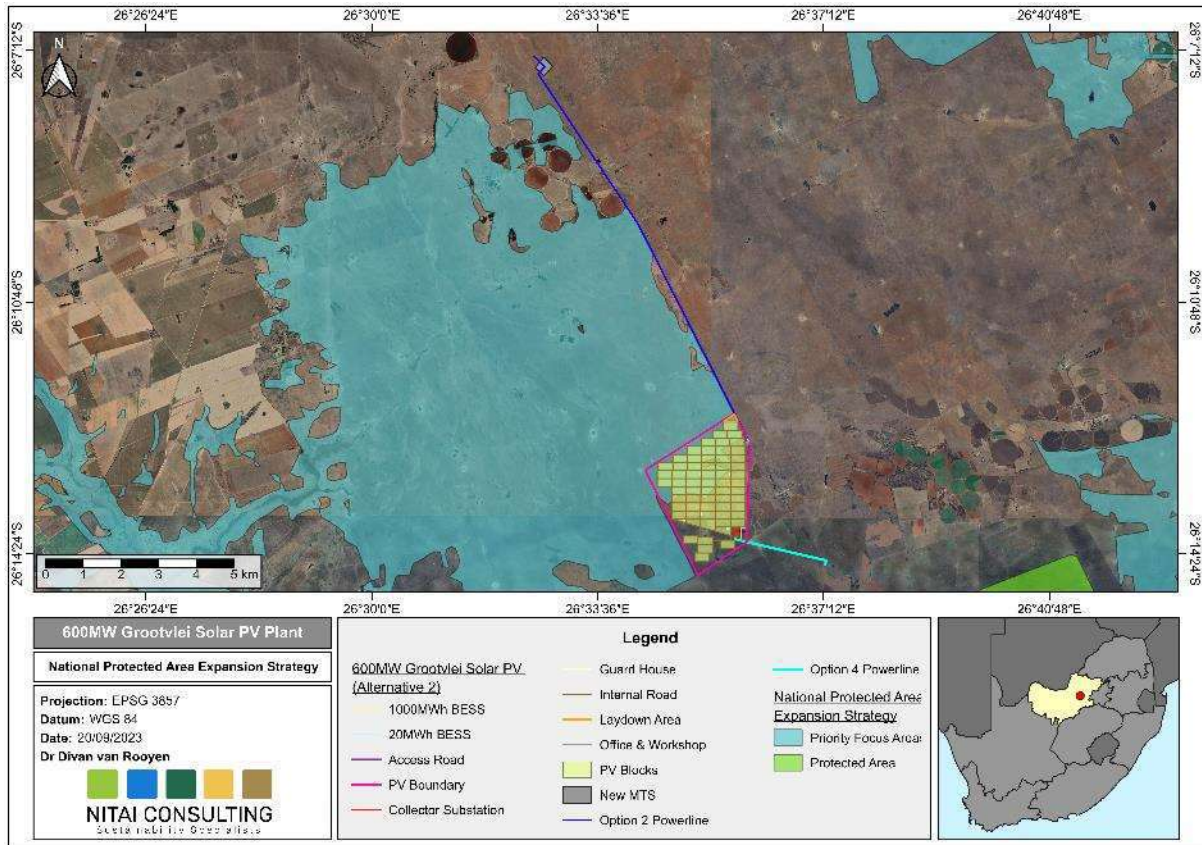 26°26'24"E 26°30'0"E 26°33'36"E 26°37'12"E 26°40'48"E
26°7'12"S 26°7'12"S
N
26°10'48"S 26°10'48"S
26°14'24"S 26°14'24"S
0 1 2 3 4 5 km
26°26'24"E 26°30'0"E 26°33'36"E 26°37'12"E 26°40'48"E
600MW Grootvlei Solar PV Plant
National Protected Area Expansion Strategy
Projection: EPSG 3857
Datum: WGS 84
Date: 20/09/2023
Dr Divan van Rooyen
NITAI CONSULTING
Sustainability Specialists
Legend
600MW Grootvlei Solar PV
(Alternative 2)
1000MWh BESS
20MWh BESS
Access Road
PV Boundary
Collector Substation
Guard House
Internal Road
Laydown Area
Office & Workshop
PV Blocks
New MTS
Option 2 Powerline
Option 4 Powerline
National Protected Area
Expansion Strategy
Priority Focus Areas
Protected Area